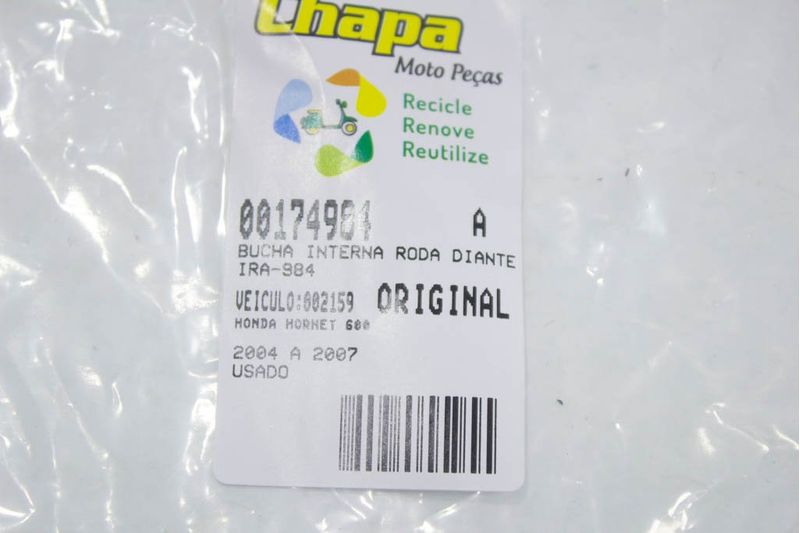 Chapa
Moto Peças
Recicle
Renove
Reutilize
00174984 A
BUCHA INTERNA RODA DIANTE
IRA-984
VEICULO:002159 ORIGINAL
HONDA HORNET 600
2004 A 2007
USADO